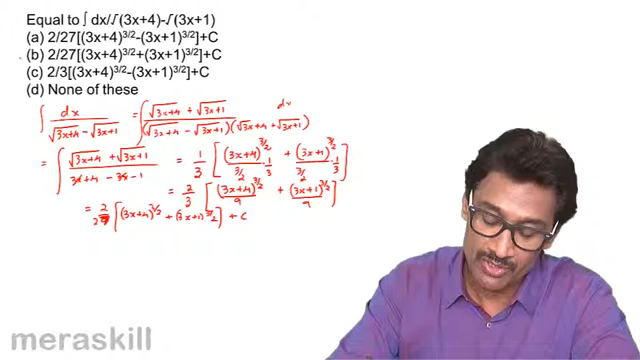 Equal to ∫ dx/√(3x+4)-√(3x+1)
(a) 2/27[(3x+4)^3/2-(3x+1)^3/2]+C
(b) 2/27[(3x+4)^3/2+(3x+1)^3/2]+C
(c) 2/3[(3x+4)^3/2-(3x+1)^3/2]+C
(d) None of these
∫ dx/(√3x+4 - √3x+1) = ∫ (√3x+4 + √3x+1)/((√3x+4 - √3x+1)(√3x+4 + √3x+1)) dx
= ∫ (√3x+4 + √3x+1)/(3x+4 - 3x-1) = 1/3 [(3x+4)^3/2/(3/2)·1/3 + (3x+1)^3/2/(3/2)·1/3]
= 2/3 [(3x+4)^3/2/9 + (3x+1)^3/2/9]
= 2/27 [(3x+4)^3/2 + (3x+1)^3/2] + C
meraskill